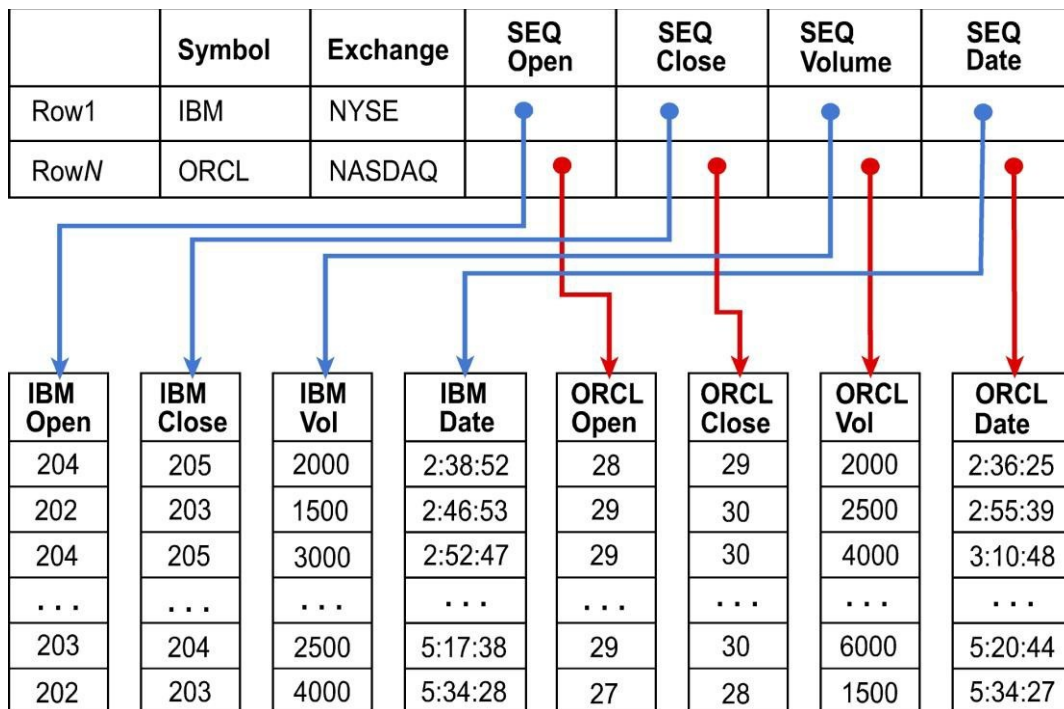 Symbol Exchange SEQ Open SEQ Close SEQ Volume SEQ Date
Row1 IBM NYSE
RowN ORCL NASDAQ
IBM Open IBM Close IBM Vol IBM Date ORCL Open ORCL Close ORCL Vol ORCL Date
204 205 2000 2:38:52 28 29 2000 2:36:25
202 203 1500 2:46:53 29 30 2500 2:55:39
204 205 3000 2:52:47 29 30 4000 3:10:48
. . . . . . . . . . . . . . . . . . . . . . . .
203 204 2500 5:17:38 29 30 6000 5:20:44
202 203 4000 5:34:28 27 28 1500 5:34:27